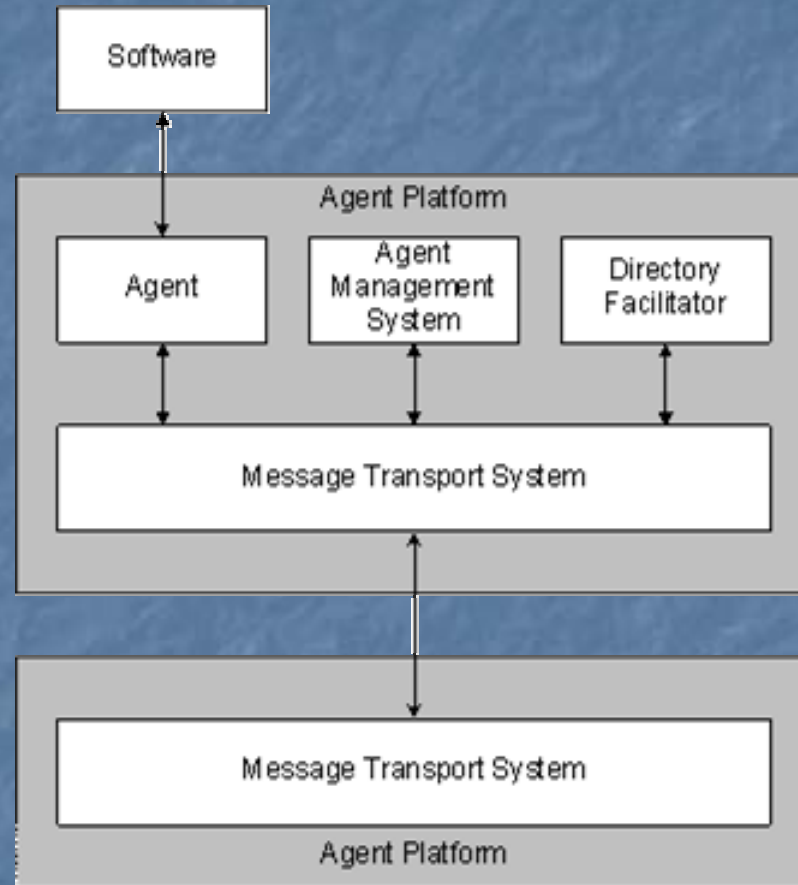 Software
Agent Platform
Agent
Agent
Management
System
Directory
Facilitator
Message Transport System
Message Transport System
Agent Platform